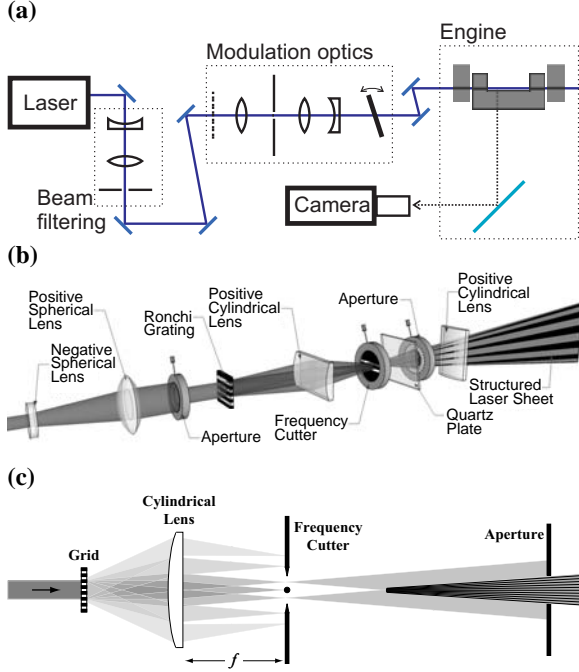 (a)
Engine
Modulation optics
Laser
Beam
filtering
Camera
(b)
Positive
Spherical
Lens
Negative
Spherical
Lens
Ronchi
Grating
Positive
Cylindrical
Lens
Aperture
Positive
Cylindrical
Lens
Aperture
Frequency
Cutter
Quartz
Plate
Structured
Laser Sheet
(c)
Cylindrical
Lens
Grid
Frequency
Cutter
Aperture
f